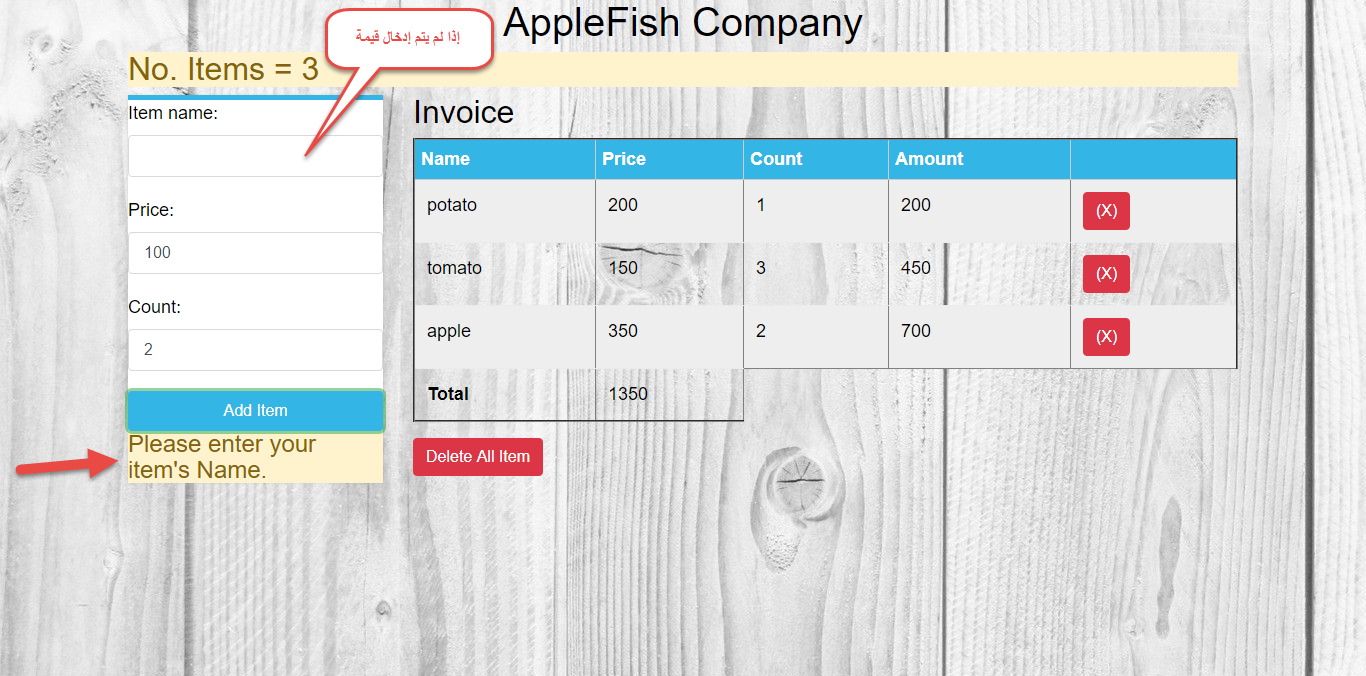 AppleFish Company
إذا لم يتم إدخال قيمة
No. Items = 3
Item name:
Price:
100
Count:
2
Add Item
Please enter your
item's Name.
Invoice
Name Price Count Amount
potato 200 1 200 (X)
tomato 150 3 450 (X)
apple 350 2 700 (X)
Total 1350
Delete All Item